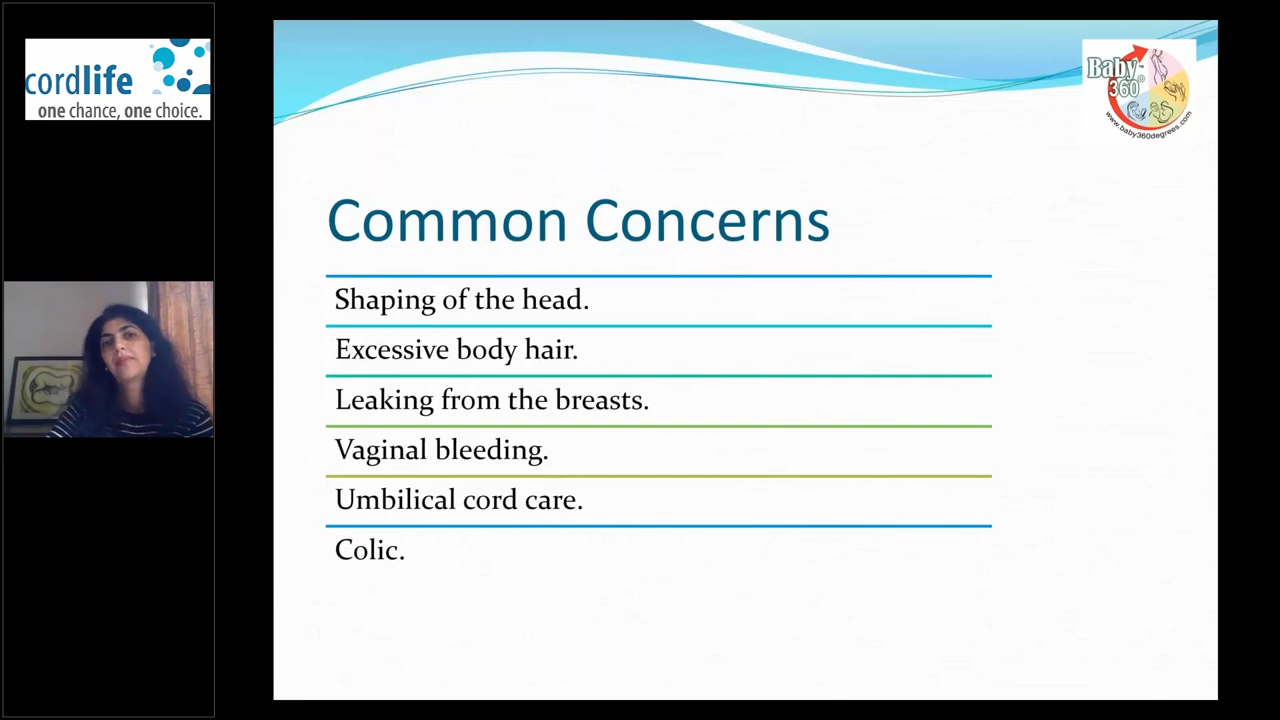 cordlife
one chance, one choice.
Baby
360°
www.baby360degrees.com
Common Concerns
Shaping of the head.
Excessive body hair.
Leaking from the breasts.
Vaginal bleeding.
Umbilical cord care.
Colic.